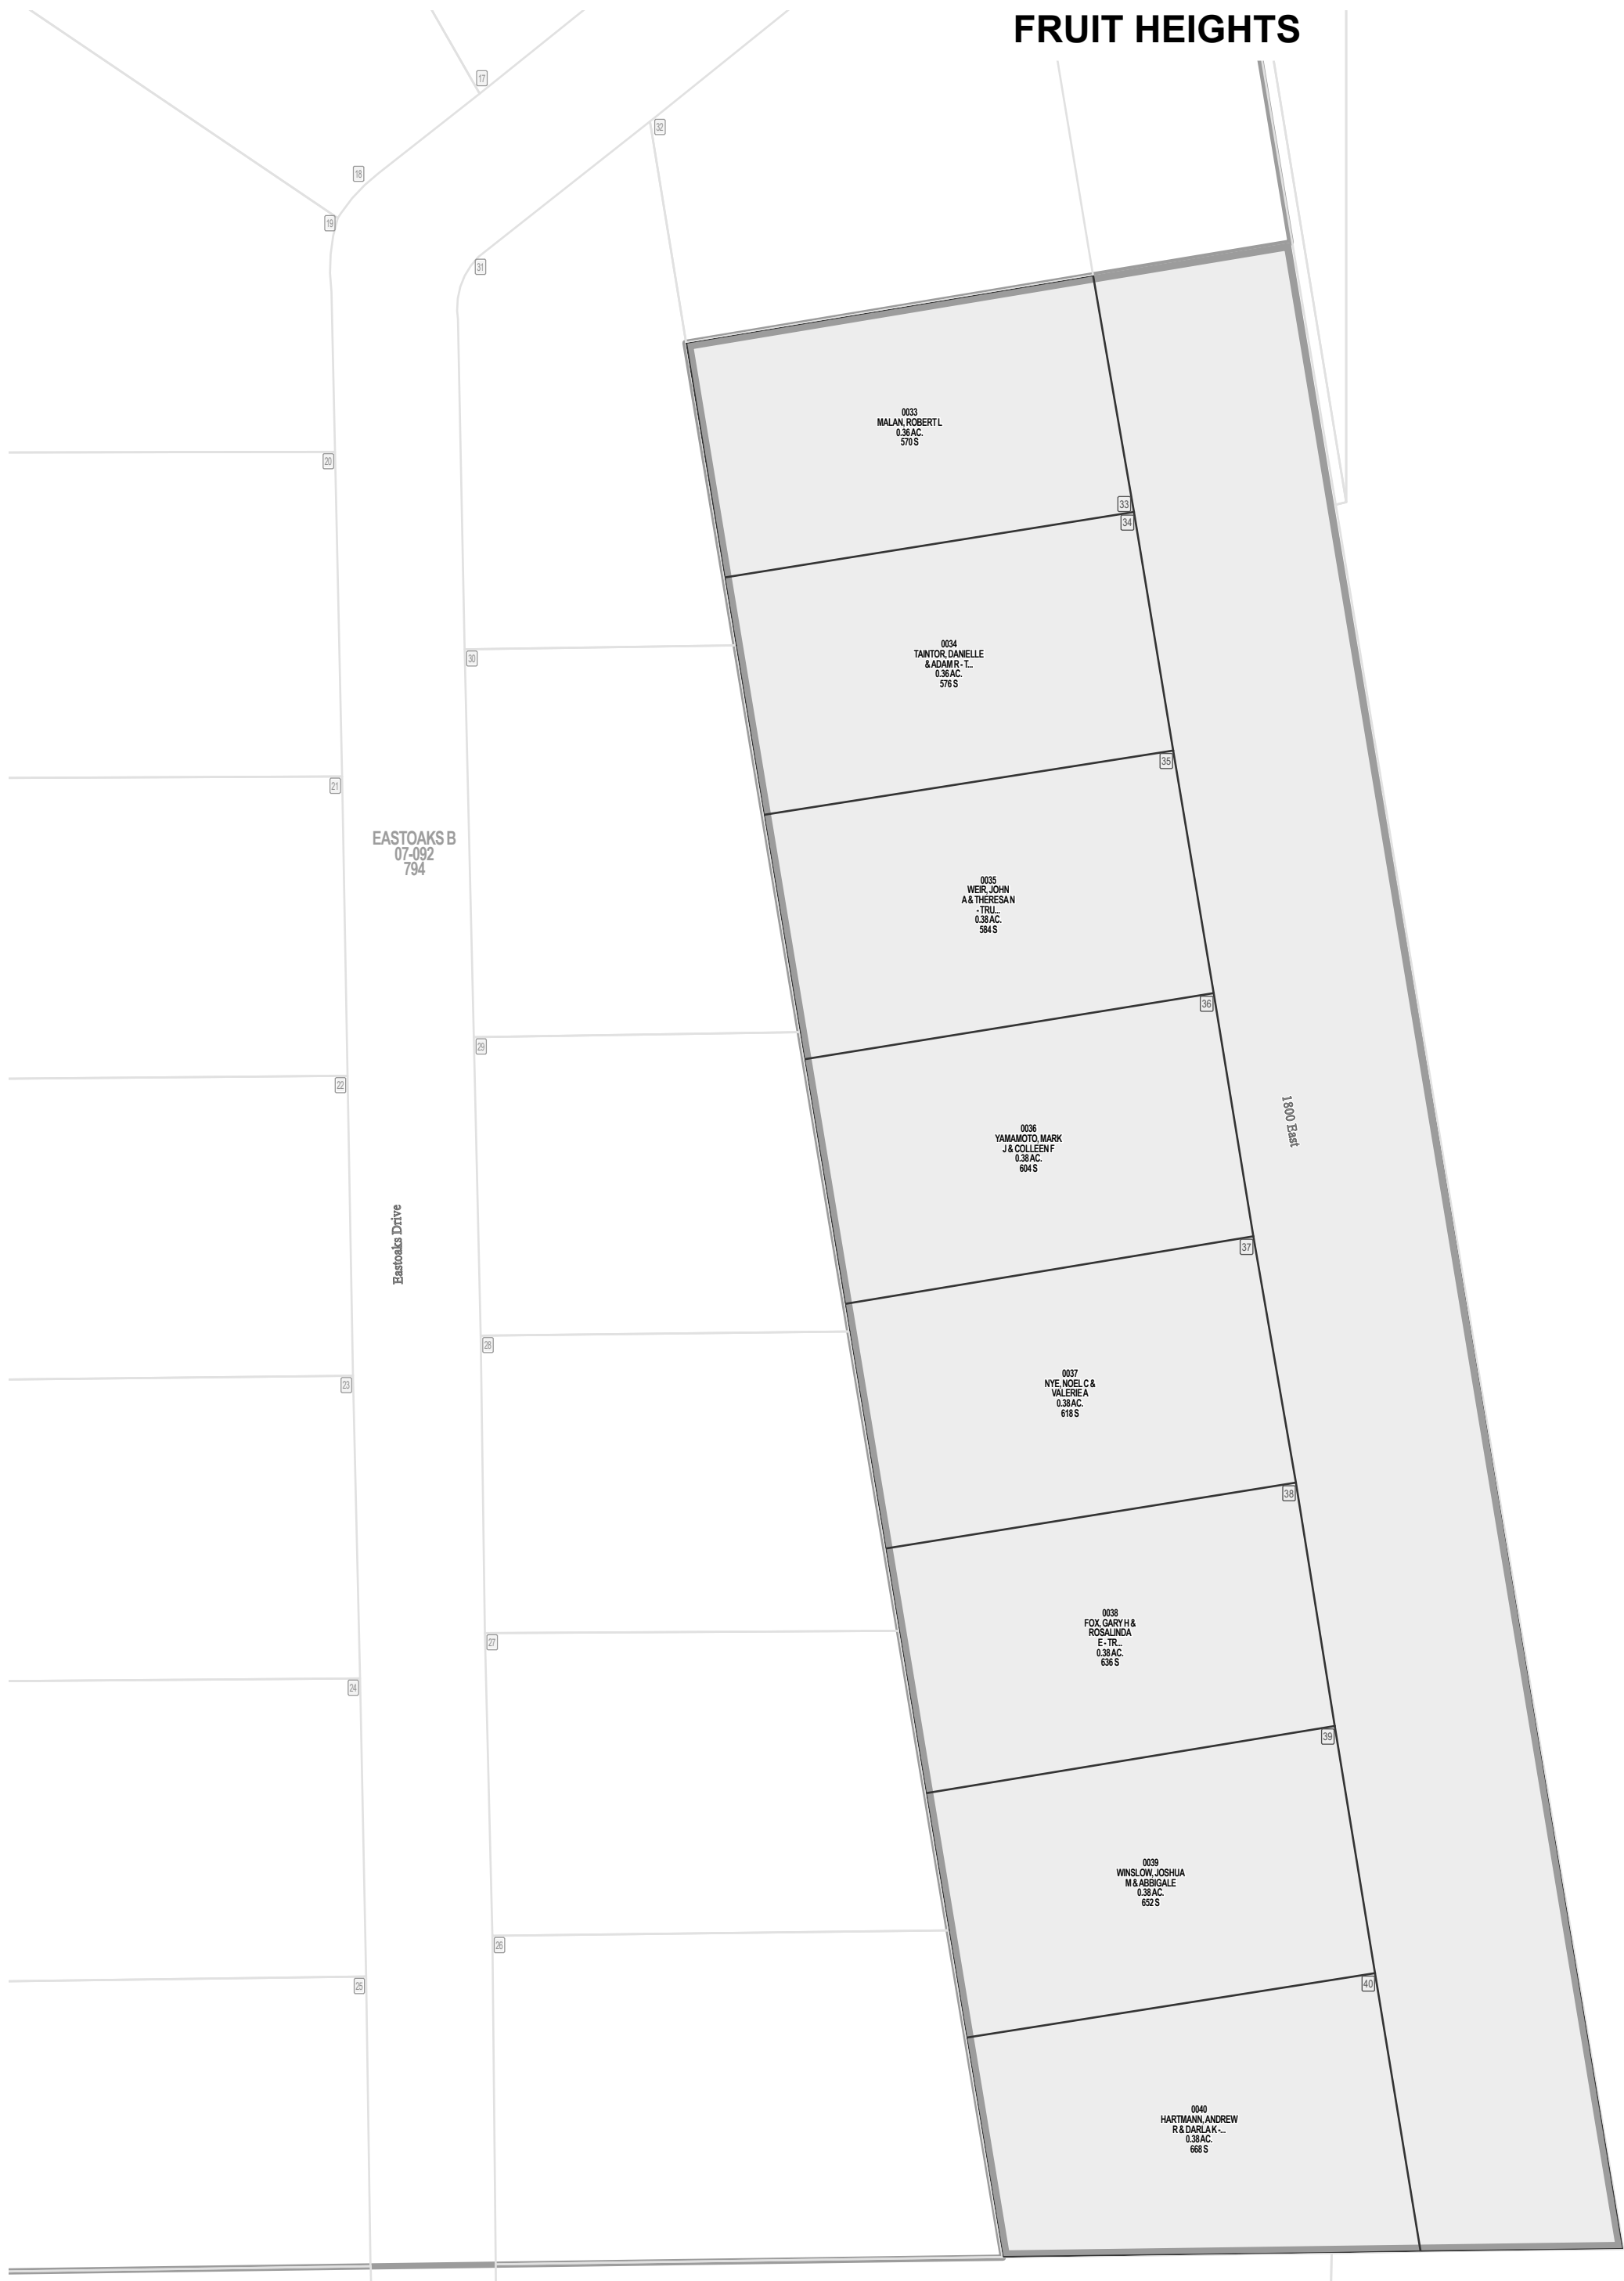 FRUIT HEIGHTS
17
32
18
19
31
0033
MALAN, ROBERT L
0.36 AC.
570 S
20
33
34
0034
TAINTOR, DANIELLE
& ADAM R - T...
0.36 AC.
576 S
30
35
21
EASTOAKS B
07-092
794
0035
WEIR, JOHN
A & THERESA N
- TRU...
0.38 AC.
584 S
36
29
22
1800 East
0036
YAMAMOTO, MARK
J & COLLEEN F
0.38 AC.
604 S
Eastoaks Drive
37
28
23
0037
NYE, NOEL C &
VALERIE A
0.38 AC.
618 S
38
0038
FOX, GARY H &
ROSALINDA
E - TR...
0.38 AC.
636 S
27
24
39
0039
WINSLOW, JOSHUA
M & ABBIGALE
0.38 AC.
652 S
26
25
40
0040
HARTMANN, ANDREW
R & DARLA K -...
0.38 AC.
668 S